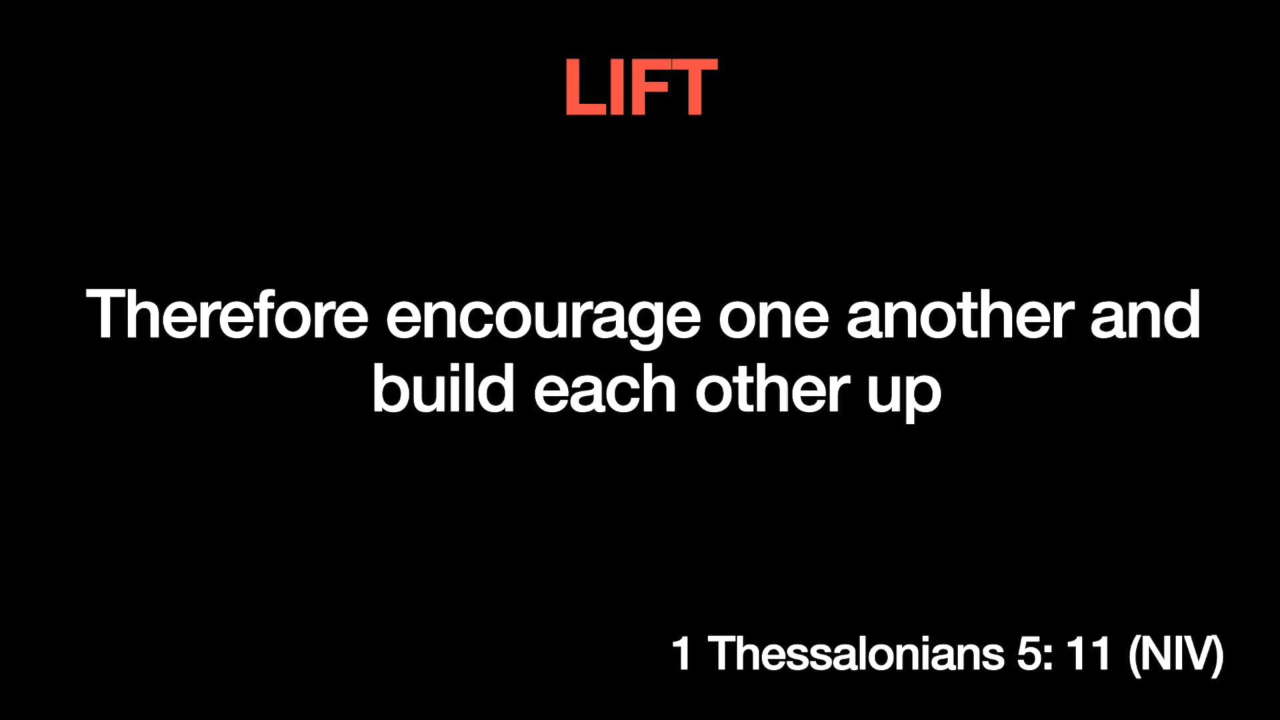 LIFT
Therefore encourage one another and
build each other up
1 Thessalonians 5: 11 (NIV)